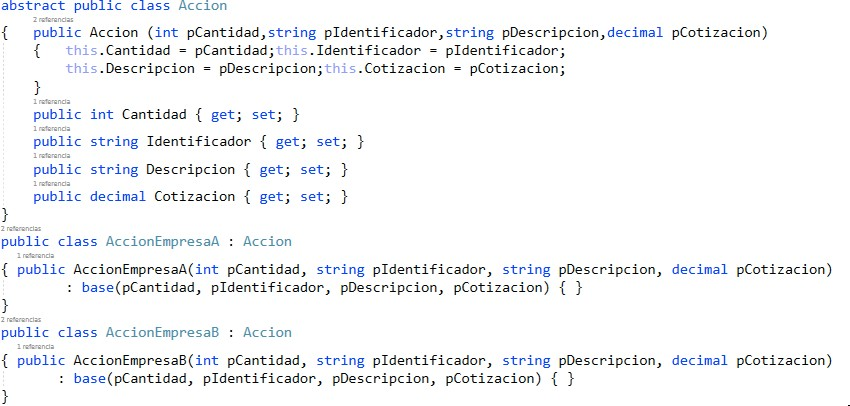 abstract public class Accion
2 referencias
{ public Accion (int pCantidad,string pIdentificador,string pDescripcion,decimal pCotizacion)
{ this.Cantidad = pCantidad;this.Identificador = pIdentificador;
this.Descripcion = pDescripcion;this.Cotizacion = pCotizacion;
}
1 referencia
public int Cantidad { get; set; }
1 referencia
public string Identificador { get; set; }
1 referencia
public string Descripcion { get; set; }
1 referencia
public decimal Cotizacion { get; set; }
}
2 referencias
public class AccionEmpresaA : Accion
1 referencia
{ public AccionEmpresaA(int pCantidad, string pIdentificador, string pDescripcion, decimal pCotizacion)
: base(pCantidad, pIdentificador, pDescripcion, pCotizacion) { }
}
2 referencias
public class AccionEmpresaB : Accion
1 referencia
{ public AccionEmpresaB(int pCantidad, string pIdentificador, string pDescripcion, decimal pCotizacion)
: base(pCantidad, pIdentificador, pDescripcion, pCotizacion) { }
}